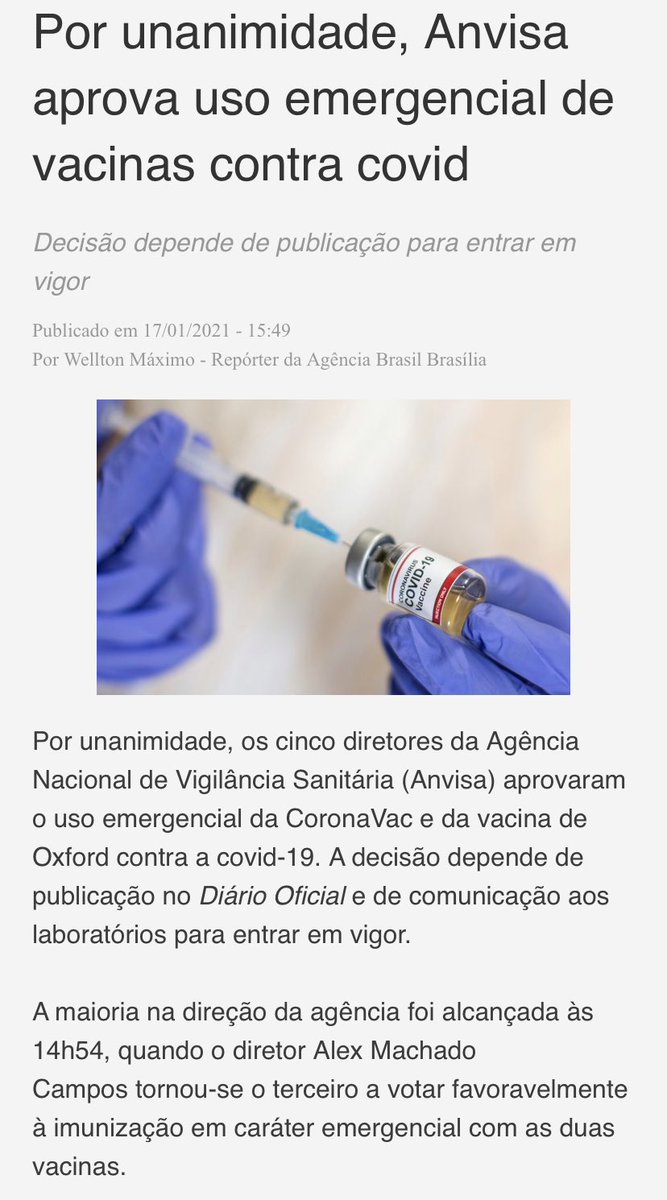 Por unanimidade, Anvisa
aprova uso emergencial de
vacinas contra covid
Decisão depende de publicação para entrar em
vigor
Publicado em 17/01/2021 - 15:49
Por Wellton Máximo - Repórter da Agência Brasil Brasília
CORONAVIRUS
COVID-19
Vaccine
INJECTION ONLY
Por unanimidade, os cinco diretores da Agência
Nacional de Vigilância Sanitária (Anvisa) aprovaram
o uso emergencial da CoronaVac e da vacina de
Oxford contra a covid-19. A decisão depende de
publicação no Diário Oficial e de comunicação aos
laboratórios para entrar em vigor.
A maioria na direção da agência foi alcançada às
14h54, quando o diretor Alex Machado
Campos tornou-se o terceiro a votar favoravelmente
à imunização em caráter emergencial com as duas
vacinas.